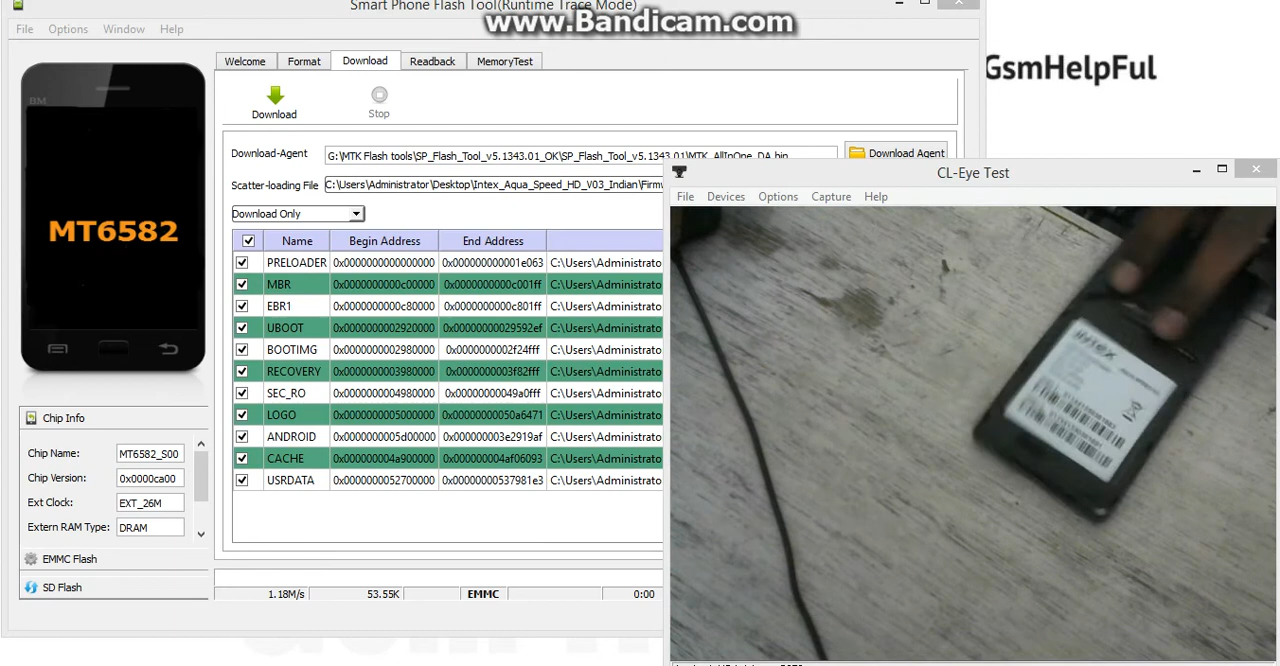 Smart Phone Flash Tool(Runtime Trace Mode)
www.Bandicam.com
File Options Window Help
GsmHelpFul
BM
MT6582
Welcome Format Download Readback MemoryTest
Download Stop
Download-Agent G:\MTK Flash tools\SP_Flash_Tool_v5.1343.01_OK\SP_Flash_Tool_v5.1343.01\MTK_AllInOne_DA.bin Download Agent
Scatter-loading File C:\Users\Administrator\Desktop\Intex_Aqua_Speed_HD_V03_Indian\Firmw
Download Only
Name Begin Address End Address
PRELOADER 0x0000000000000000 0x000000000001e063 C:\Users\Administrato
MBR 0x0000000000c00000 0x0000000000c001ff C:\Users\Administrato
EBR1 0x0000000000c80000 0x0000000000c801ff C:\Users\Administrato
UBOOT 0x0000000002920000 0x00000000029592ef C:\Users\Administrato
BOOTIMG 0x0000000002980000 0x0000000002f24fff C:\Users\Administrato
RECOVERY 0x0000000003980000 0x0000000003f82fff C:\Users\Administrato
SEC_RO 0x0000000004980000 0x00000000049a0fff C:\Users\Administrato
LOGO 0x0000000005000000 0x00000000050a6471 C:\Users\Administrato
ANDROID 0x0000000005d00000 0x000000003e2919af C:\Users\Administrato
CACHE 0x000000004a900000 0x000000004af06093 C:\Users\Administrato
USRDATA 0x0000000052700000 0x00000000537981e3 C:\Users\Administrato
Chip Info
Chip Name: MT6582_S00
Chip Version: 0x0000ca00
Ext Clock: EXT_26M
Extern RAM Type: DRAM
EMMC Flash
SD Flash
1.18M/s 53.55K EMMC 0:00
CL-Eye Test
File Devices Options Capture Help
intex